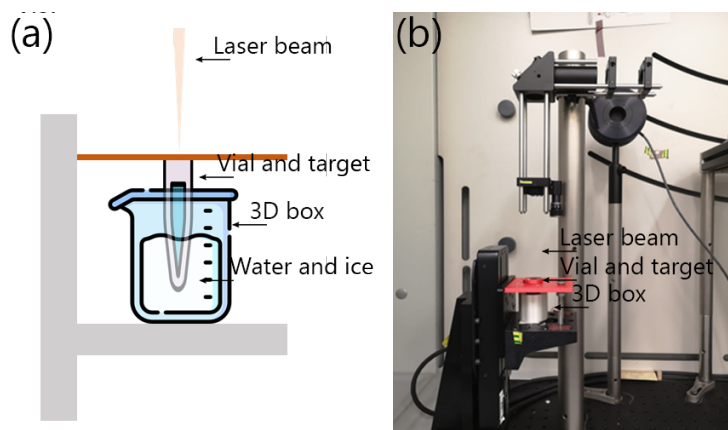 (a)
Laser beam
Vial and target
3D box
Water and ice
(b)
Laser beam
Vial and target
3D box